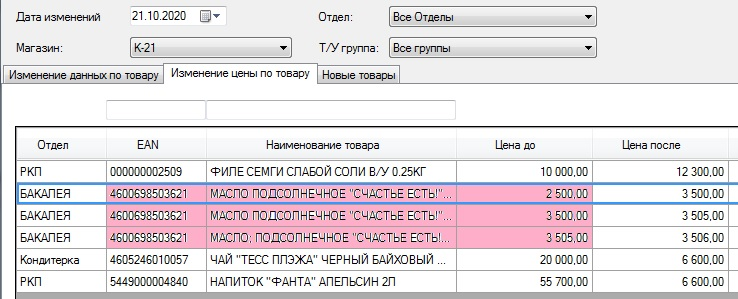 Дата изменений 21.10.2020 Отдел: Все Отделы
Магазин: К-21 Т/У группа: Все группы
Изменение данных по товару Изменение цены по товару Новые товары
Отдел EAN Наименование товара Цена до Цена после
РКП 000000002509 ФИЛЕ СЕМГИ СЛАБОЙ СОЛИ В/У 0.25КГ 10 000,00 12 300,00
БАКАЛЕЯ 4600698503621 МАСЛО ПОДСОЛНЕЧНОЕ "СЧАСТЬЕ ЕСТЬ!"... 2 500,00 3 500,00
БАКАЛЕЯ 4600698503621 МАСЛО ПОДСОЛНЕЧНОЕ "СЧАСТЬЕ ЕСТЬ!"... 3 500,00 3 505,00
БАКАЛЕЯ 4600698503621 МАСЛО; ПОДСОЛНЕЧНОЕ "СЧАСТЬЕ ЕСТЬ!... 3 505,00 3 506,00
Кондитерка 4605246010057 ЧАЙ "ТЕСС ПЛЭЖА" ЧЕРНЫЙ БАЙХОВЫЙ ... 20 000,00 6 600,00
РКП 5449000004840 НАПИТОК "ФАНТА" АПЕЛЬСИН 2Л 55 700,00 6 600,00